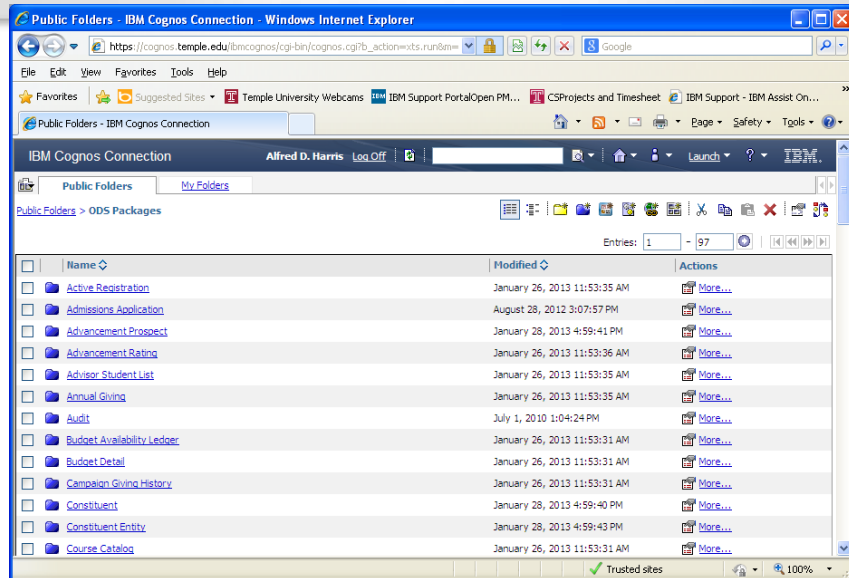 Public Folders - IBM Cognos Connection - Windows Internet Explorer
https://cognos.temple.edu/ibmcognos/cgi-bin/cognos.cgi?b_action=xts.run&m= Google
File Edit View Favorites Tools Help
Favorites Suggested Sites Temple University Webcams IBM Support PortalOpen PM... CSProjects and Timesheet IBM Support - IBM Assist On... »
Public Folders - IBM Cognos Connection Page Safety Tools
IBM Cognos Connection Alfred D. Harris Log Off Launch ? IBM.
Public Folders My Folders
Public Folders > ODS Packages
Entries: 1 - 97
Name Modified Actions
Active Registration January 26, 2013 11:53:35 AM More...
Admissions Application August 28, 2012 3:07:57 PM More...
Advancement Prospect January 28, 2013 4:59:41 PM More...
Advancement Rating January 26, 2013 11:53:36 AM More...
Advisor Student List January 26, 2013 11:53:35 AM More...
Annual Giving January 26, 2013 11:53:35 AM More...
Audit July 1, 2010 1:04:24 PM More...
Budget Availability Ledger January 26, 2013 11:53:31 AM More...
Budget Detail January 26, 2013 11:53:31 AM More...
Campaign Giving History January 26, 2013 11:53:31 AM More...
Constituent January 28, 2013 4:59:40 PM More...
Constituent Entity January 28, 2013 4:59:43 PM More...
Course Catalog January 26, 2013 11:53:31 AM More...
Trusted sites 100%